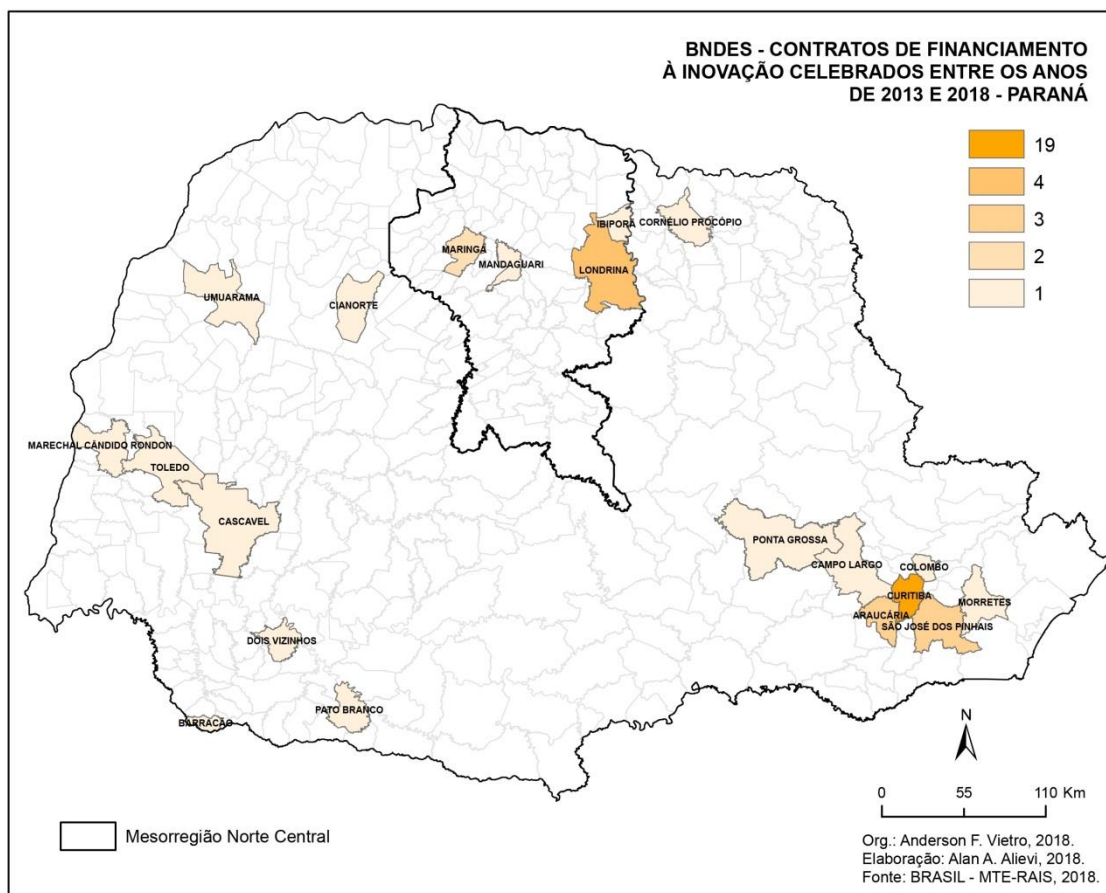 BNDES - CONTRATOS DE FINANCIAMENTO
À INOVAÇÃO CELEBRADOS ENTRE OS ANOS
DE 2013 E 2018 - PARANÁ
19
4
3
2
1
IBIPORÃ
CORNÉLIO PROCÓPIO
MARINGÁ
MANDAGUARI
LONDRINA
UMUARAMA
CIANORTE
MARECHAL CÂNDIDO RONDON
TOLEDO
CASCAVEL
PONTA GROSSA
CAMPO LARGO
COLOMBO
CURITIBA
MORRETES
ARAUCÁRIA
SÃO JOSÉ DOS PINHAIS
DOIS VIZINHOS
PATO BRANCO
BARRACÃO
N
0 55 110 Km
Mesorregião Norte Central
Org.: Anderson F. Vietro, 2018.
Elaboração: Alan A. Alievi, 2018.
Fonte: BRASIL - MTE-RAIS, 2018.